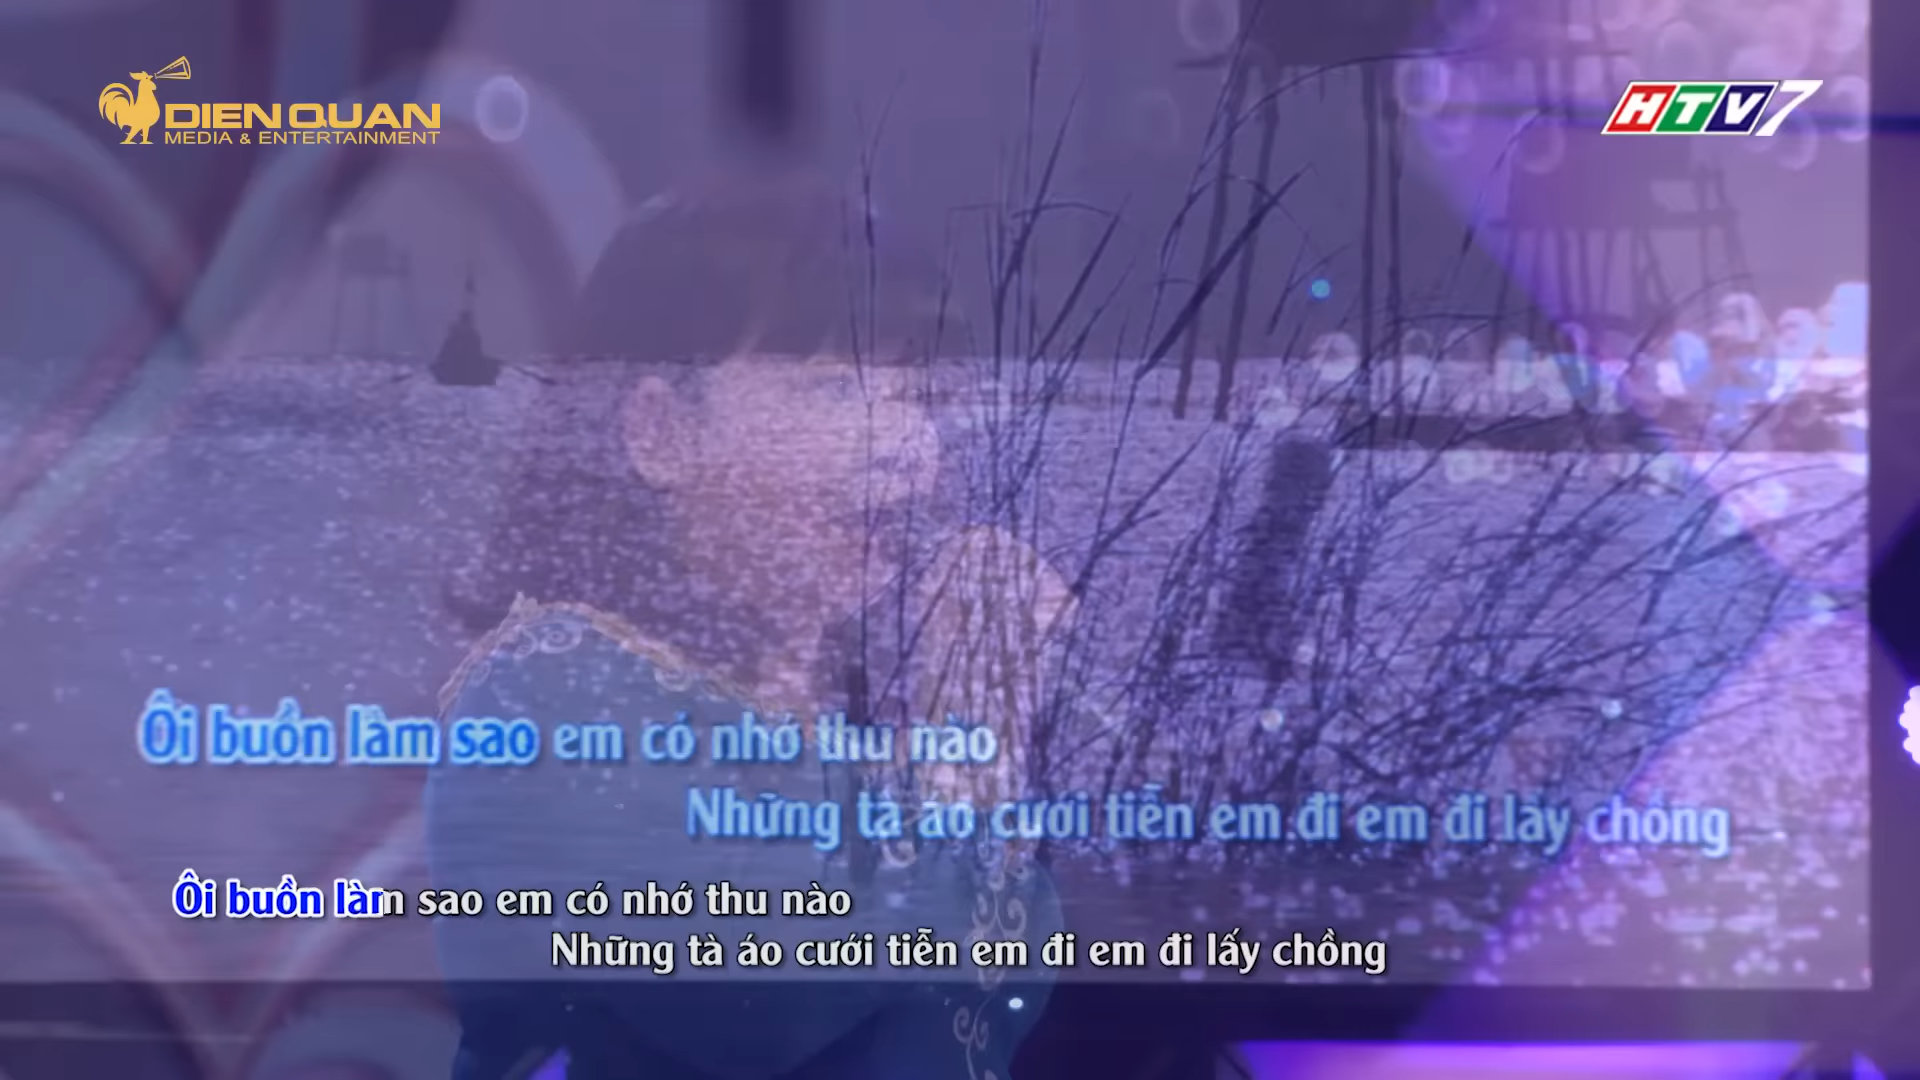 DIEN QUAN
MEDIA & ENTERTAINMENT
HTV7
Ôi buồn làm sao em có nhớ thu nào
Những tà áo cưới tiễn em đi em đi lấy chồng
Ôi buồn làm sao em có nhớ thu nào
Những tà áo cưới tiễn em đi em đi lấy chồng